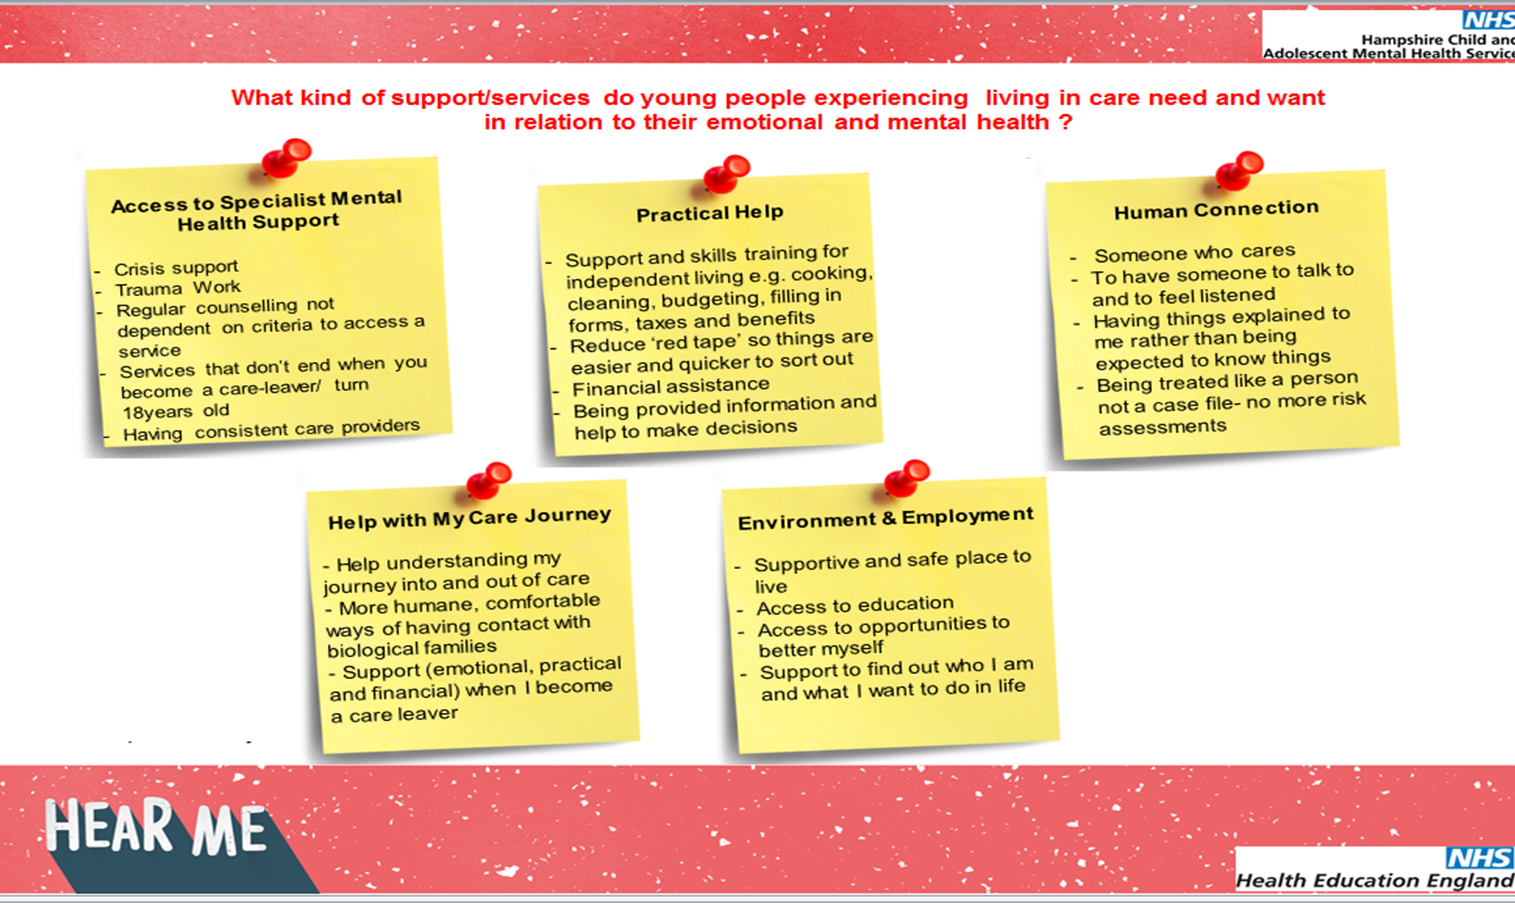 NHS
Hampshire Child and
Adolescent Mental Health Service
What kind of support/services do young people experiencing living in care need and want
in relation to their emotional and mental health ?
Access to Specialist Mental
Health Support
- Crisis support
- Trauma Work
- Regular counselling not
dependent on criteria to access a
service
- Services that don't end when you
become a care-leaver/ turn
18years old
- Having consistent care providers
Practical Help
- Support and skills training for
independent living e.g. cooking,
cleaning, budgeting, filling in
forms, taxes and benefits
- Reduce 'red tape' so things are
easier and quicker to sort out
- Financial assistance
- Being provided information and
help to make decisions
Human Connection
- Someone who cares
- To have someone to talk to
and to feel listened
- Having things explained to
me rather than being
expected to know things
- Being treated like a person
not a case file- no more risk
assessments
Help with My Care Journey
- Help understanding my
journey into and out of care
- More humane, comfortable
ways of having contact with
biological families
- Support (emotional, practical
and financial) when I become
a care leaver
Environment & Employment
- Supportive and safe place to
live
- Access to education
- Access to opportunities to
better myself
- Support to find out who I am
and what I want to do in life
HEAR ME
NHS
Health Education England